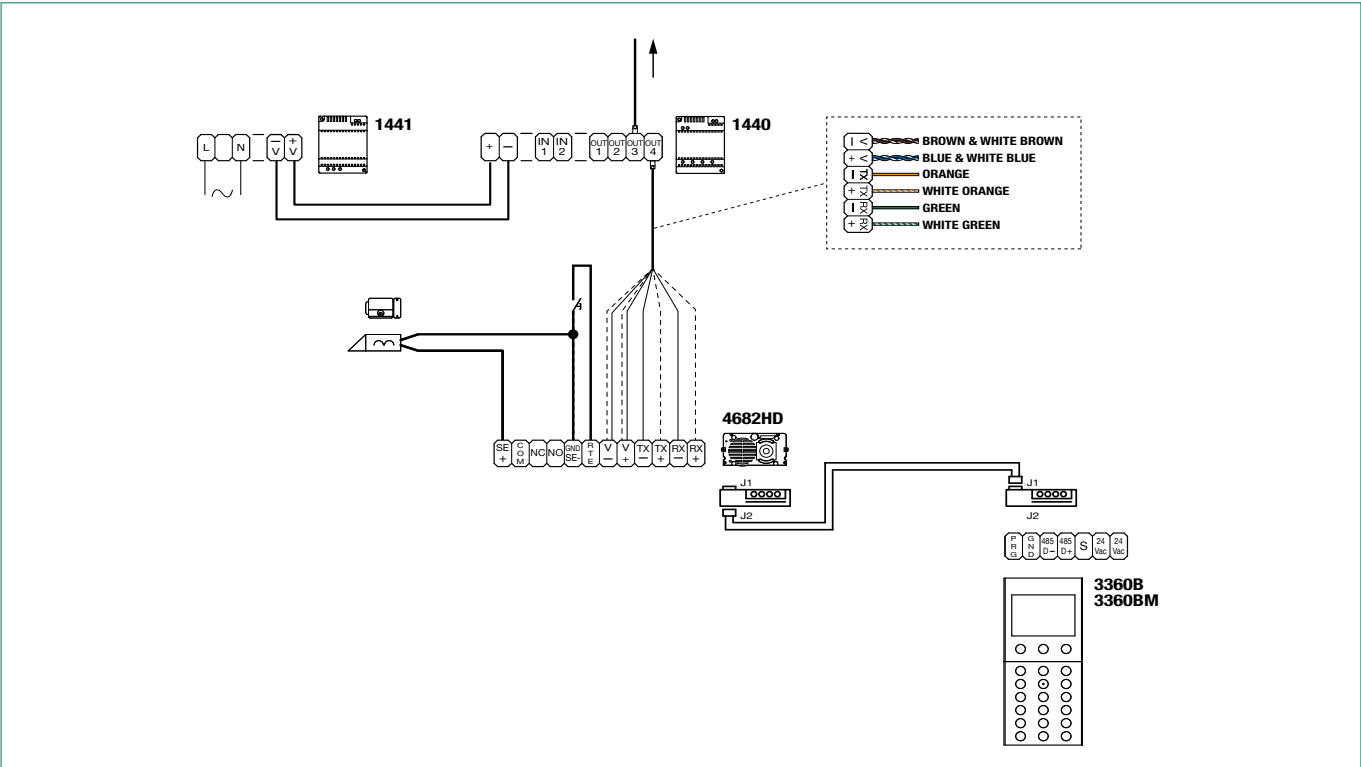 1441
L N – V + V
+ – IN 1 IN 2 OUT 1 OUT 2 OUT 3 OUT 4
1440
– V BROWN & WHITE BROWN
+ V BLUE & WHITE BLUE
– TX ORANGE
+ TX WHITE ORANGE
– RX GREEN
+ RX WHITE GREEN
4682HD
SE + COM NC NO GND SE- RTE V – V + TX – TX + RX – RX +
J1
J2
J1
J2
PRG GND 485 D– 485 D+ S 24 Vac 24 Vac
3360B
3360BM